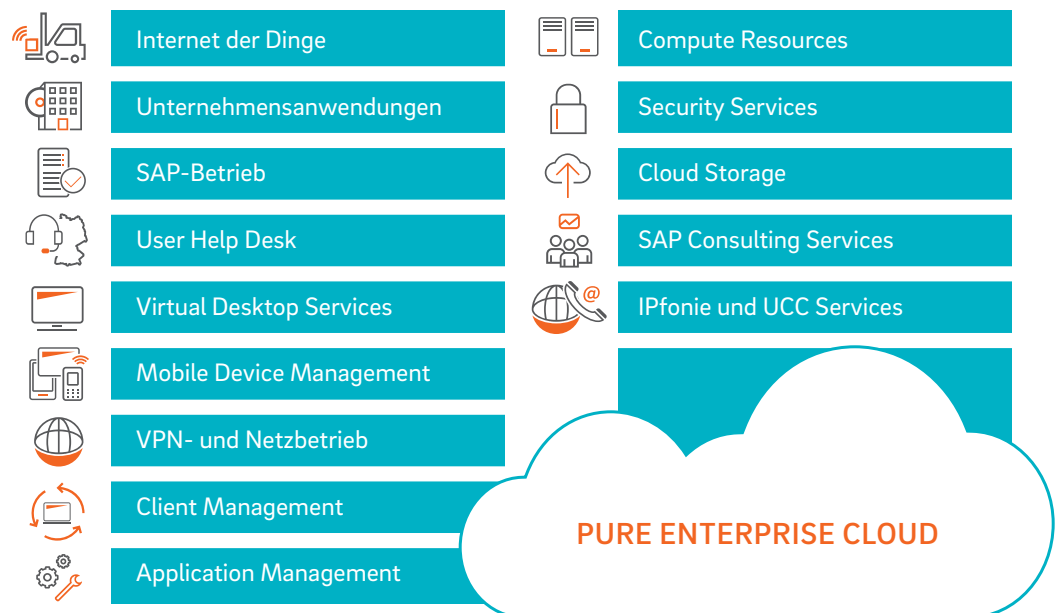 Internet der Dinge
Unternehmensanwendungen
SAP-Betrieb
User Help Desk
Virtual Desktop Services
Mobile Device Management
VPN- und Netzbetrieb
Client Management
Application Management
Compute Resources
Security Services
Cloud Storage
SAP Consulting Services
@
IPfonie und UCC Services
PURE ENTERPRISE CLOUD